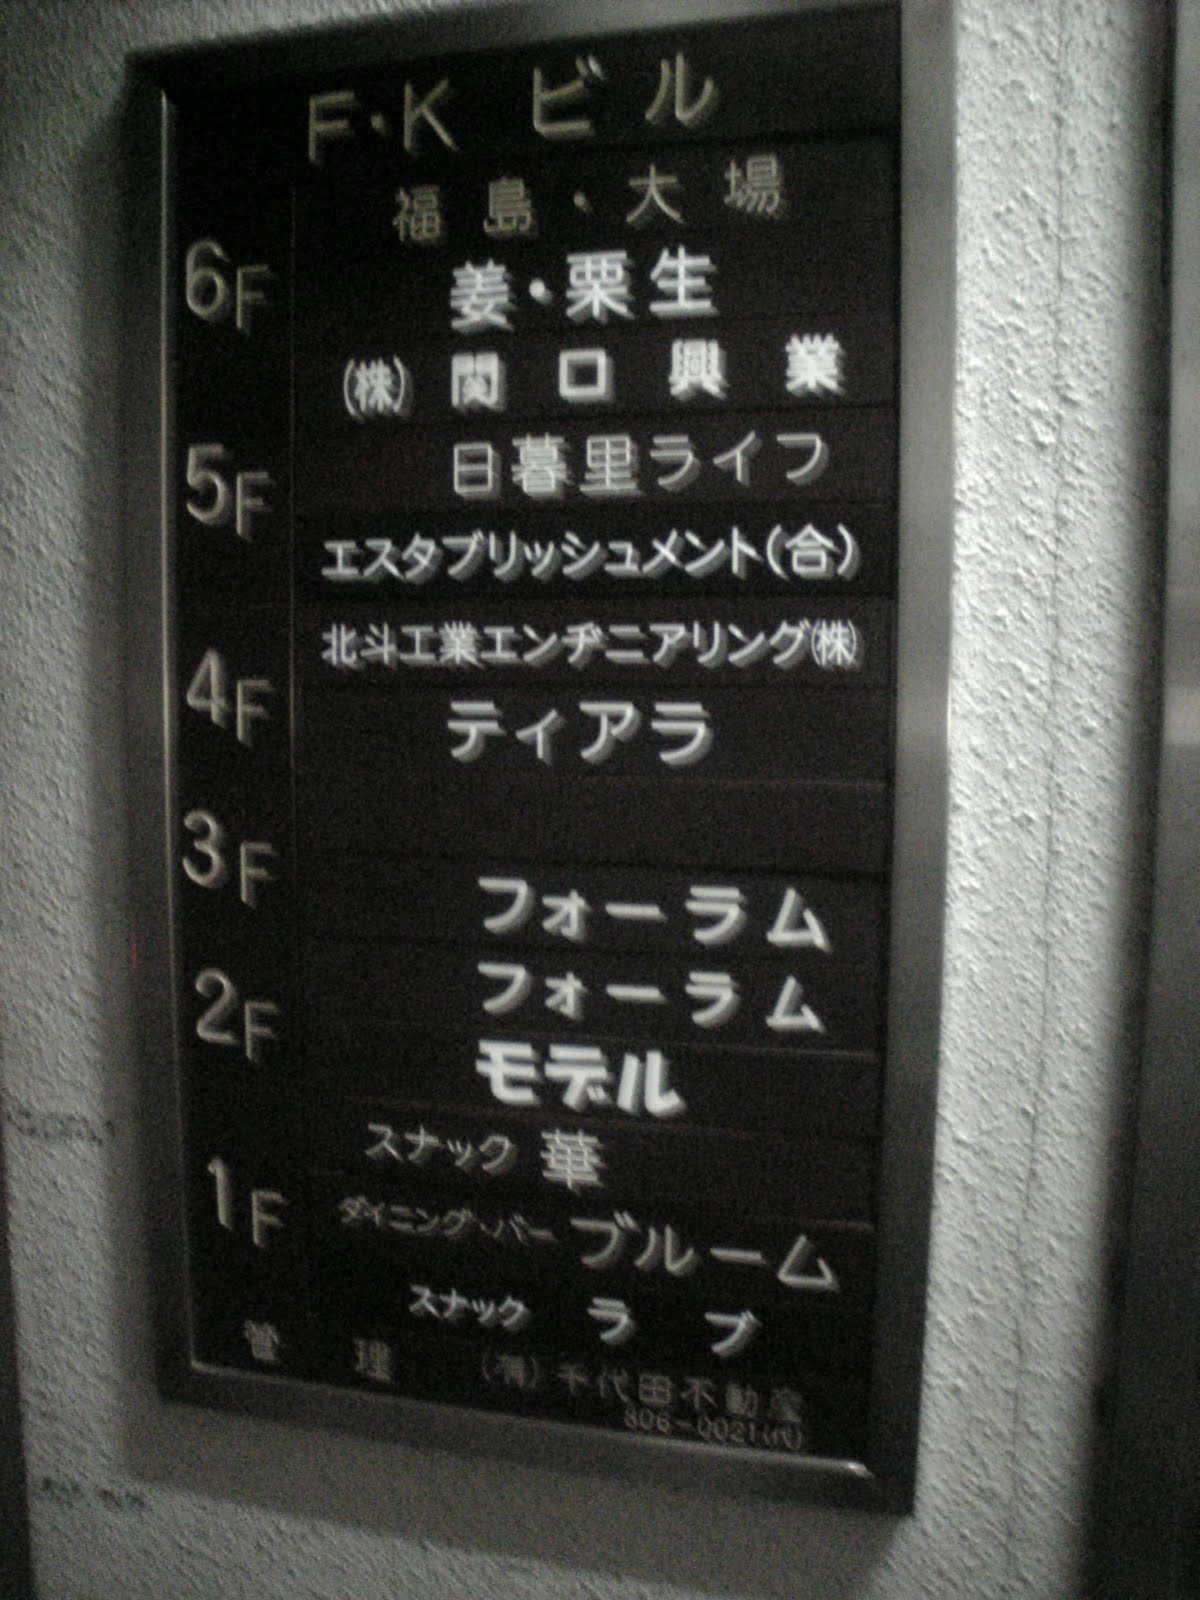 F・K ビル
福島・大場
6F 姜・栗生
(株)関口興業
5F 日暮里ライフ
エスタブリッシュメント(合)
北斗工業エンヂニアリング(株)
4F ティアラ
3F
フォーラム
2F フォーラム
モデル
スナック 華
1F ダイニング・バー ブルーム
スナック ラブ
管理 (有)千代田不動産
806-0021(代)